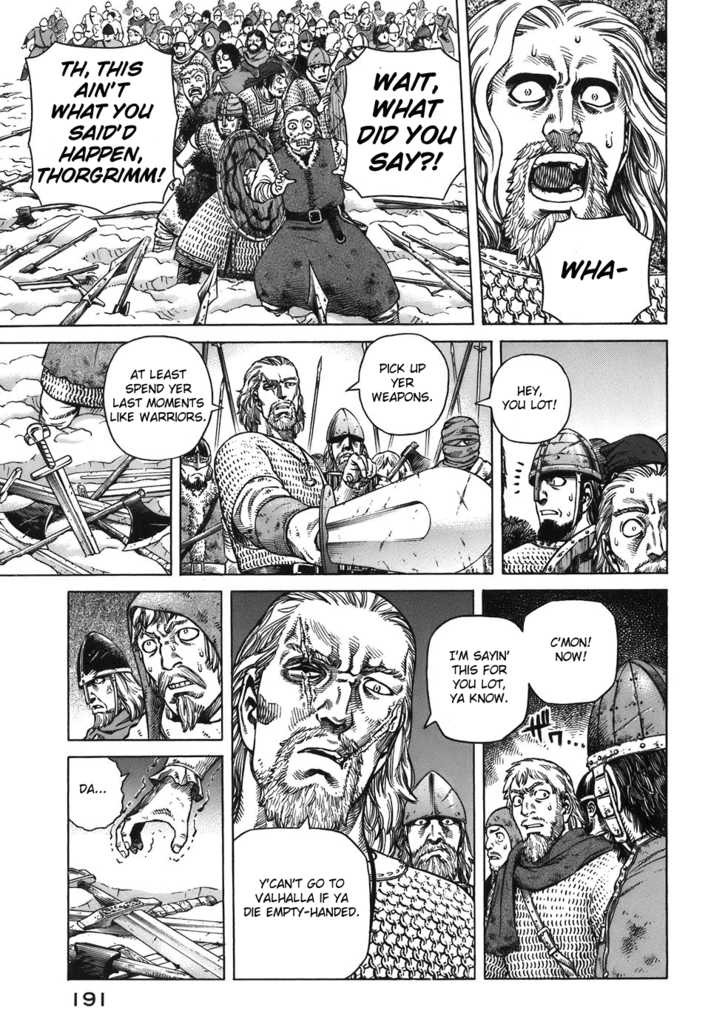 WHA-
WAIT,
WHAT
DID YOU
SAY?!
TH, THIS
AIN'T
WHAT YOU
SAID'D
HAPPEN,
THORGRIMM!
HEY,
YOU LOT!
PICK UP
YER
WEAPONS.
AT LEAST
SPEND YER
LAST MOMENTS
LIKE WARRIORS.
C'MON!
NOW!
I'M SAYIN'
THIS FOR
YOU LOT,
YA KNOW.
Y'CAN'T GO TO
VALHALLA IF YA
DIE EMPTY-HANDED.
DA...
191